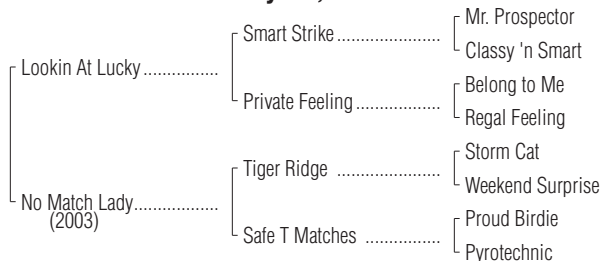 Mr. Prospector
Smart Strike ....................
Classy 'n Smart
Lookin At Lucky ................
Belong to Me
Private Feeling .................
Regal Feeling
Storm Cat
Tiger Ridge ....................
Weekend Surprise
No Match Lady..................
(2003)
Proud Birdie
Safe T Matches ...............
Pyrotechnic